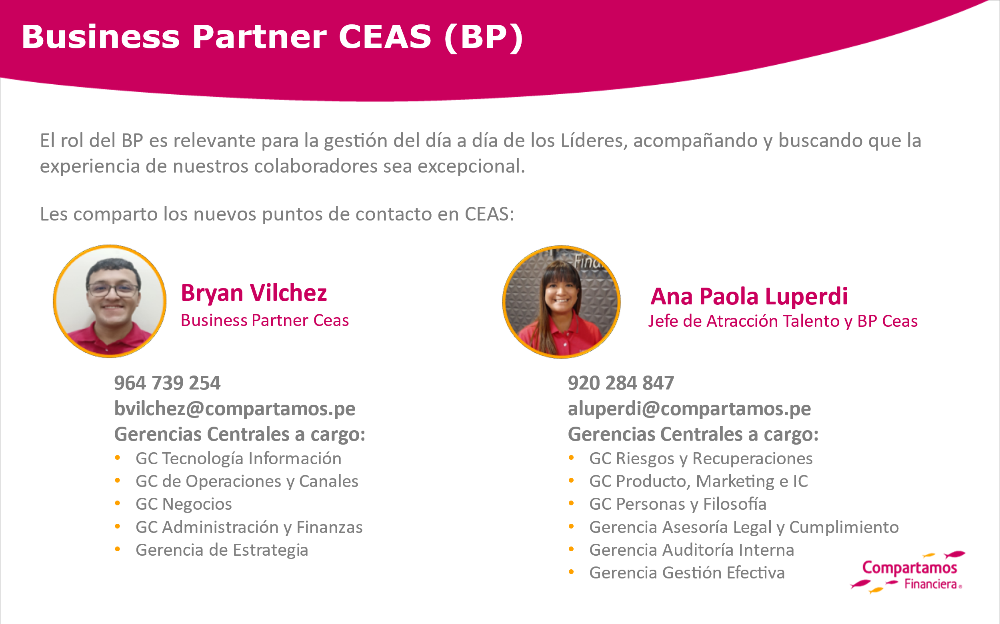 Business Partner CEAS (BP)
El rol del BP es relevante para la gestión del día a día de los Líderes, acompañando y buscando que la
experiencia de nuestros colaboradores sea excepcional.
Les comparto los nuevos puntos de contacto en CEAS:
Bryan Vilchez
Business Partner Ceas
964 739 254
bvilchez@compartamos.pe
Gerencias Centrales a cargo:
• GC Tecnología Información
• GC de Operaciones y Canales
• GC Negocios
• GC Administración y Finanzas
• Gerencia de Estrategia
Fina
Ana Paola Luperdi
Jefe de Atracción Talento y BP Ceas
920 284 847
aluperdi@compartamos.pe
Gerencias Centrales a cargo:
• GC Riesgos y Recuperaciones
• GC Producto, Marketing e IC
• GC Personas y Filosofía
• Gerencia Asesoría Legal y Cumplimiento
• Gerencia Auditoría Interna
• Gerencia Gestión Efectiva
Compartamos
Financiera®